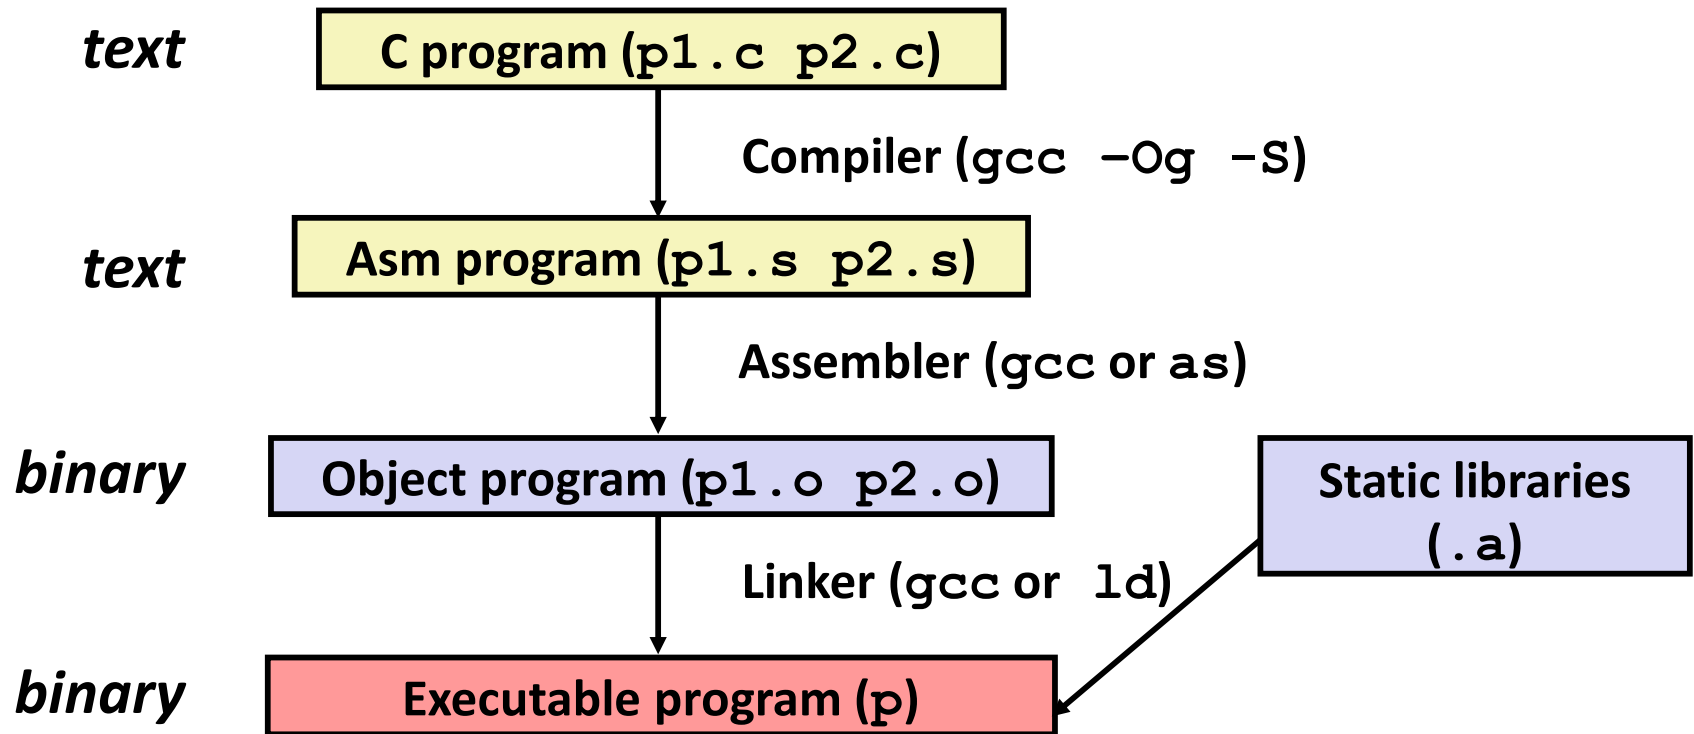 text
C program (p1.c p2.c)
Compiler (gcc –Og -S)
text
Asm program (p1.s p2.s)
Assembler (gcc or as)
binary
Object program (p1.o p2.o)
Static libraries
(.a)
Linker (gcc or ld)
binary
Executable program (p)